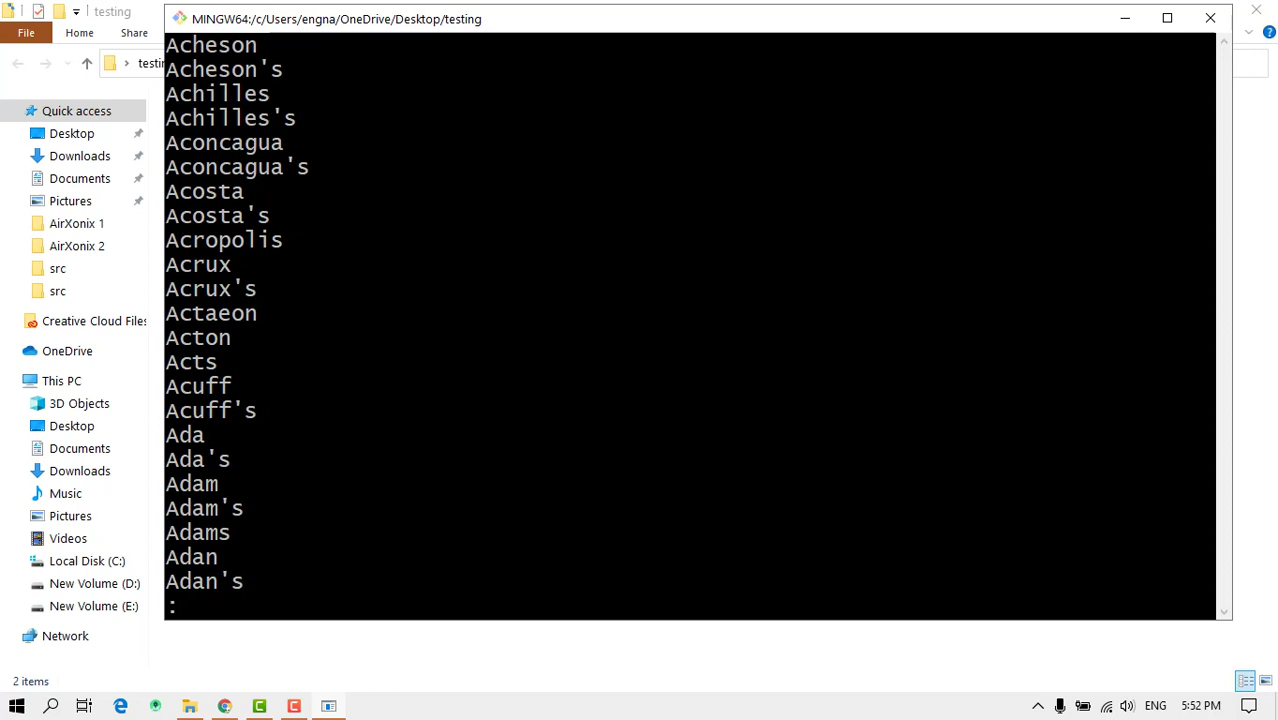 testing
MINGW64:/c/Users/engna/OneDrive/Desktop/testing
File
Home
Share
testin
Quick access
Desktop
Downloads
Documents
Pictures
AirXonix 1
AirXonix 2
src
src
Creative Cloud Files
OneDrive
This PC
3D Objects
Desktop
Documents
Downloads
Music
Pictures
Videos
Local Disk (C:)
New Volume (D:)
New Volume (E:)
Network
2 items
Acheson
Acheson's
Achilles
Achilles's
Aconcagua
Aconcagua's
Acosta
Acosta's
Acropolis
Acrux
Acrux's
Actaeon
Acton
Acts
Acuff
Acuff's
Ada
Ada's
Adam
Adam's
Adams
Adan
Adan's
:
ENG
5:52 PM